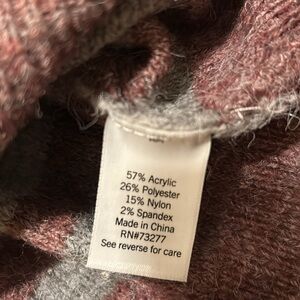 57% Acrylic
26% Polyester
15% Nylon
2% Spandex
Made in China
RN#73277
See reverse for care